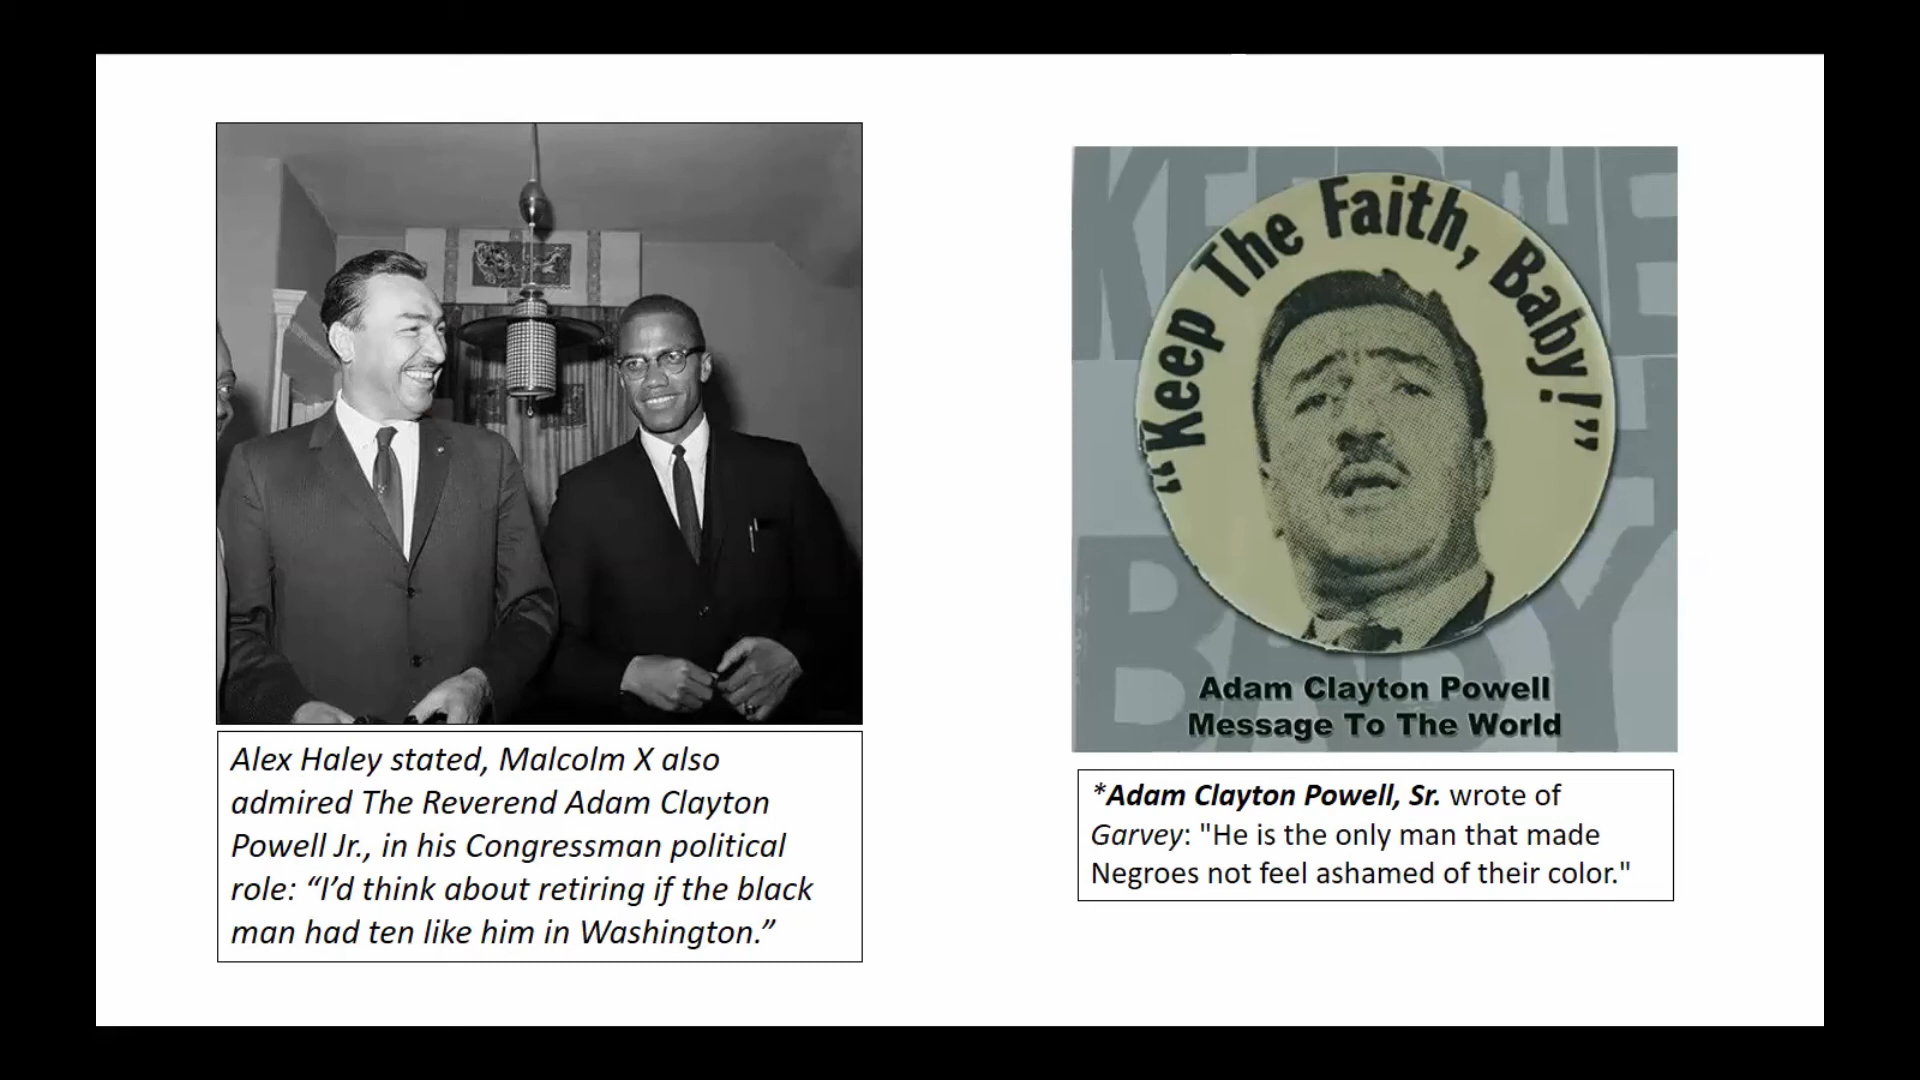 Alex Haley stated, Malcolm X also
admired The Reverend Adam Clayton
Powell Jr., in his Congressman political
role: “I’d think about retiring if the black
man had ten like him in Washington.”
“Keep The Faith, Baby!”
Adam Clayton Powell
Message To The World
*Adam Clayton Powell, Sr. wrote of
Garvey: "He is the only man that made
Negroes not feel ashamed of their color."